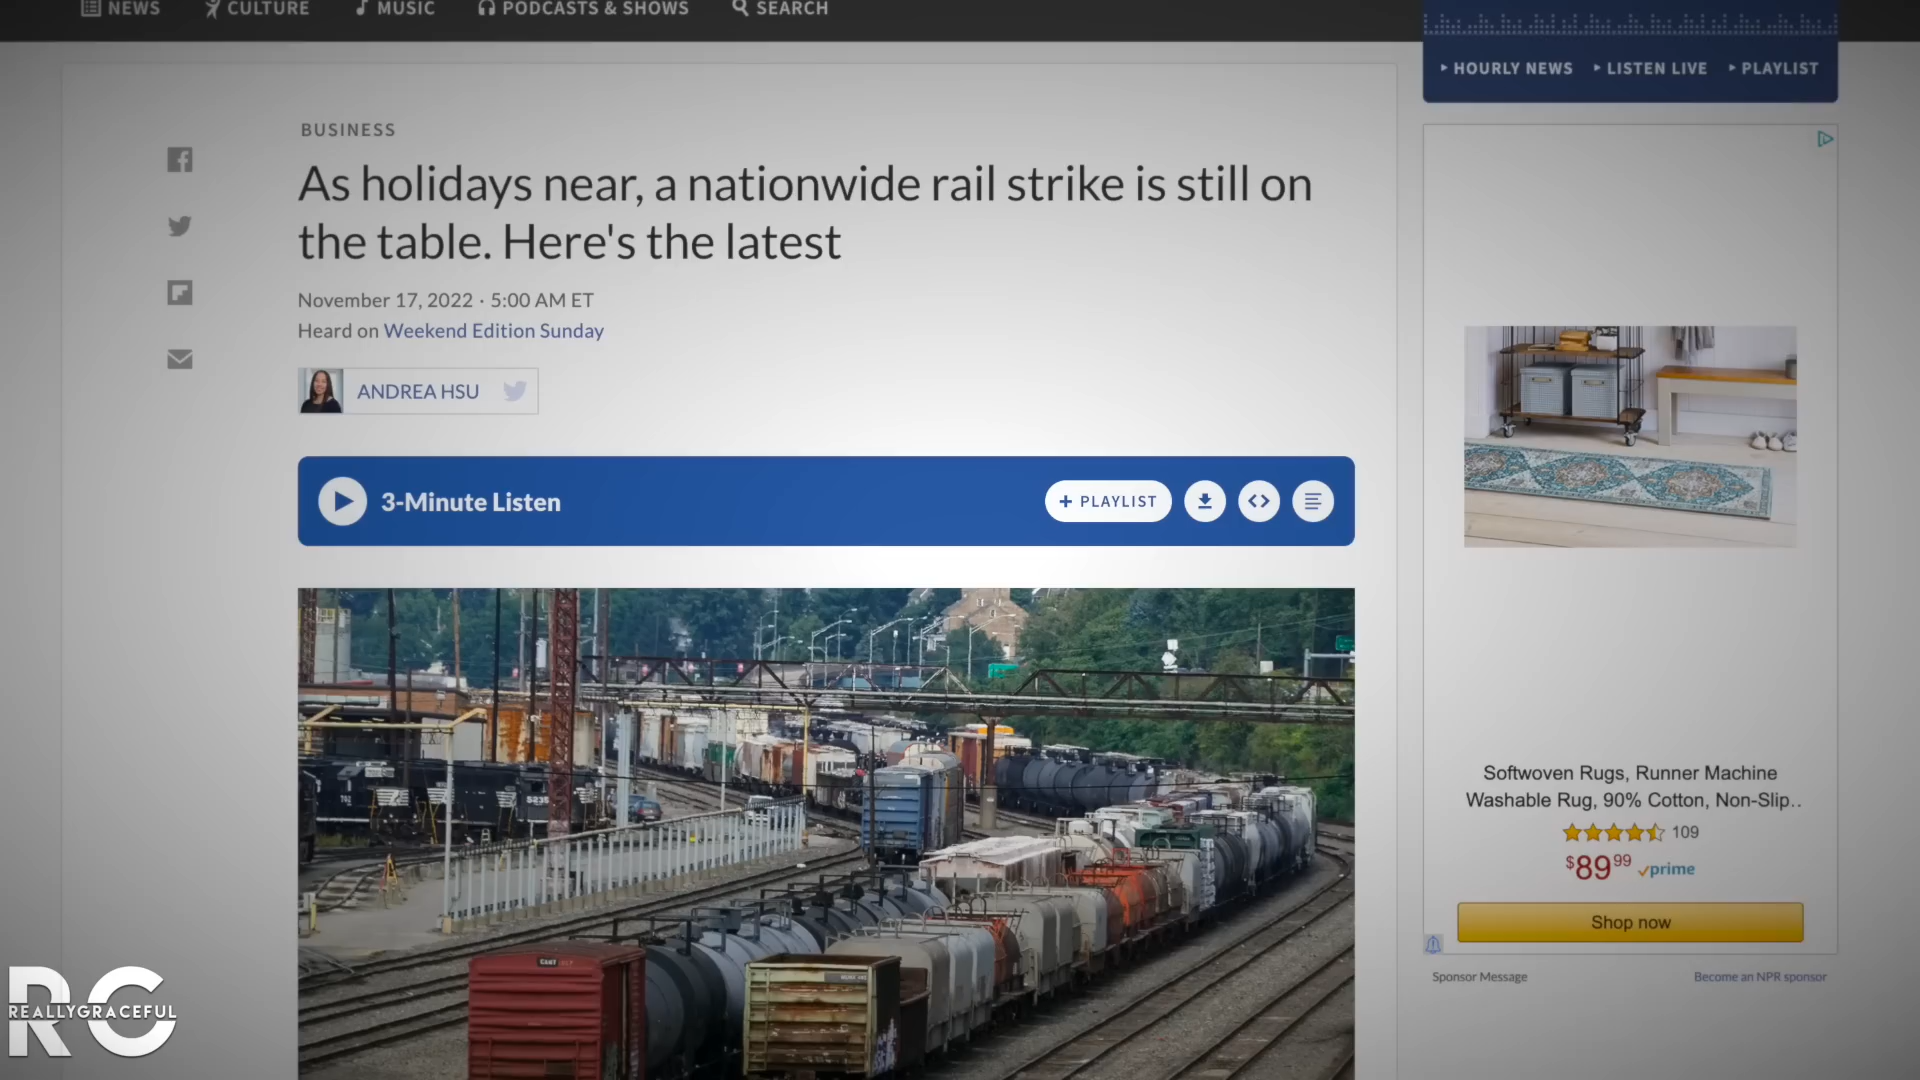 NEWS
CULTURE
MUSIC
PODCASTS & SHOWS
SEARCH
HOURLY NEWS
LISTEN LIVE
PLAYLIST
BUSINESS
As holidays near, a nationwide rail strike is still on
the table. Here's the latest
November 17, 2022 · 5:00 AM ET
Heard on Weekend Edition Sunday
ANDREA HSU
3-Minute Listen
+ PLAYLIST
Softwoven Rugs, Runner Machine
Washable Rug, 90% Cotton, Non-Slip..
109
$89.99 prime
Shop now
Sponsor Message
Become an NPR sponsor
RG
REALLYGRACEFUL